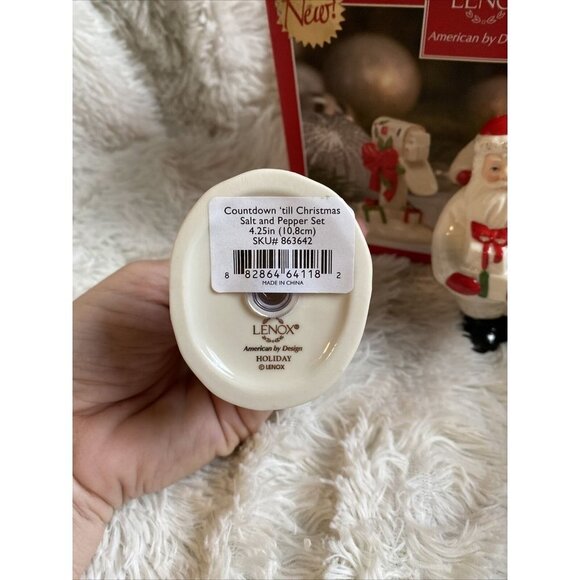 New!
LENOX
American by De
Countdown 'till Christmas
Salt and Pepper Set
4.25in (10.8cm)
SKU# 863642
8 82864 64118 2
MADE IN CHINA
LENOX®
American by Design
HOLIDAY
© LENOX